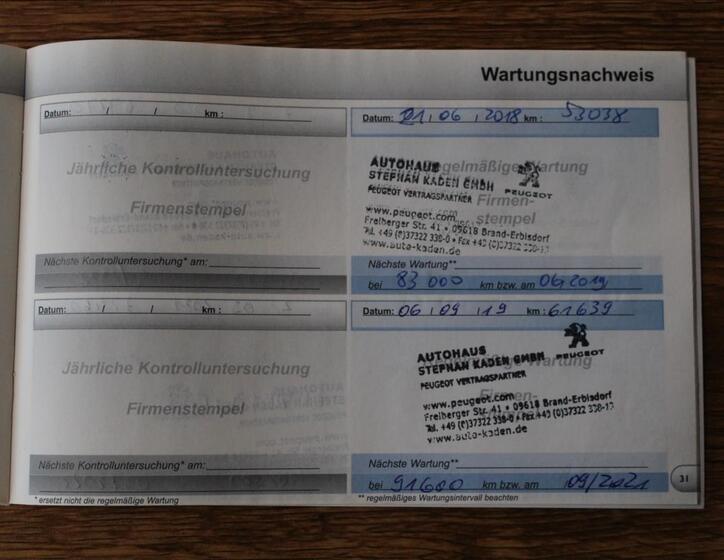 Wartungsnachweis
Datum: / / km :
Jährliche Kontrolluntersuchung
Firmenstempel
Nächste Kontrolluntersuchung* am:
Datum: 21.06.2018 km : 53038
regelmäßige Wartung
Firmen-
stempel
AUTOHAUS
STEPHAN KADEN GMBH
PEUGEOT VERTRAGSPARTNER
PEUGEOT
www.peugeot.com
Freiberger Str. 41 • 09618 Brand-Erbisdorf
Tel. +49 (0)37322 338-0 • Fax +49 (0)37322 338-
www.auto-kaden.de
Nächste Wartung**
bei 83 000 km bzw. am 06/2019
Datum: / / km :
Jährliche Kontrolluntersuchung
Firmenstempel
Nächste Kontrolluntersuchung* am:
* ersetzt nicht die regelmäßige Wartung
Datum: 06,09,19 km : 61639
Wartung
Firmen-
AUTOHAUS
STEPHAN KADEN GMBH
PEUGEOT VERTRAGSPARTNER
PEUGEOT
www.peugeot.com
Freiberger Str. 41 • 09618 Brand-Erbisdorf
Tel. +49 (0)37322 338-0 • Fax +49 (0)37322 338-
www.auto-kaden.de
Nächste Wartung**
bei 91600 km bzw. am 09/2021
** regelmäßiges Wartungsintervall beachten
31